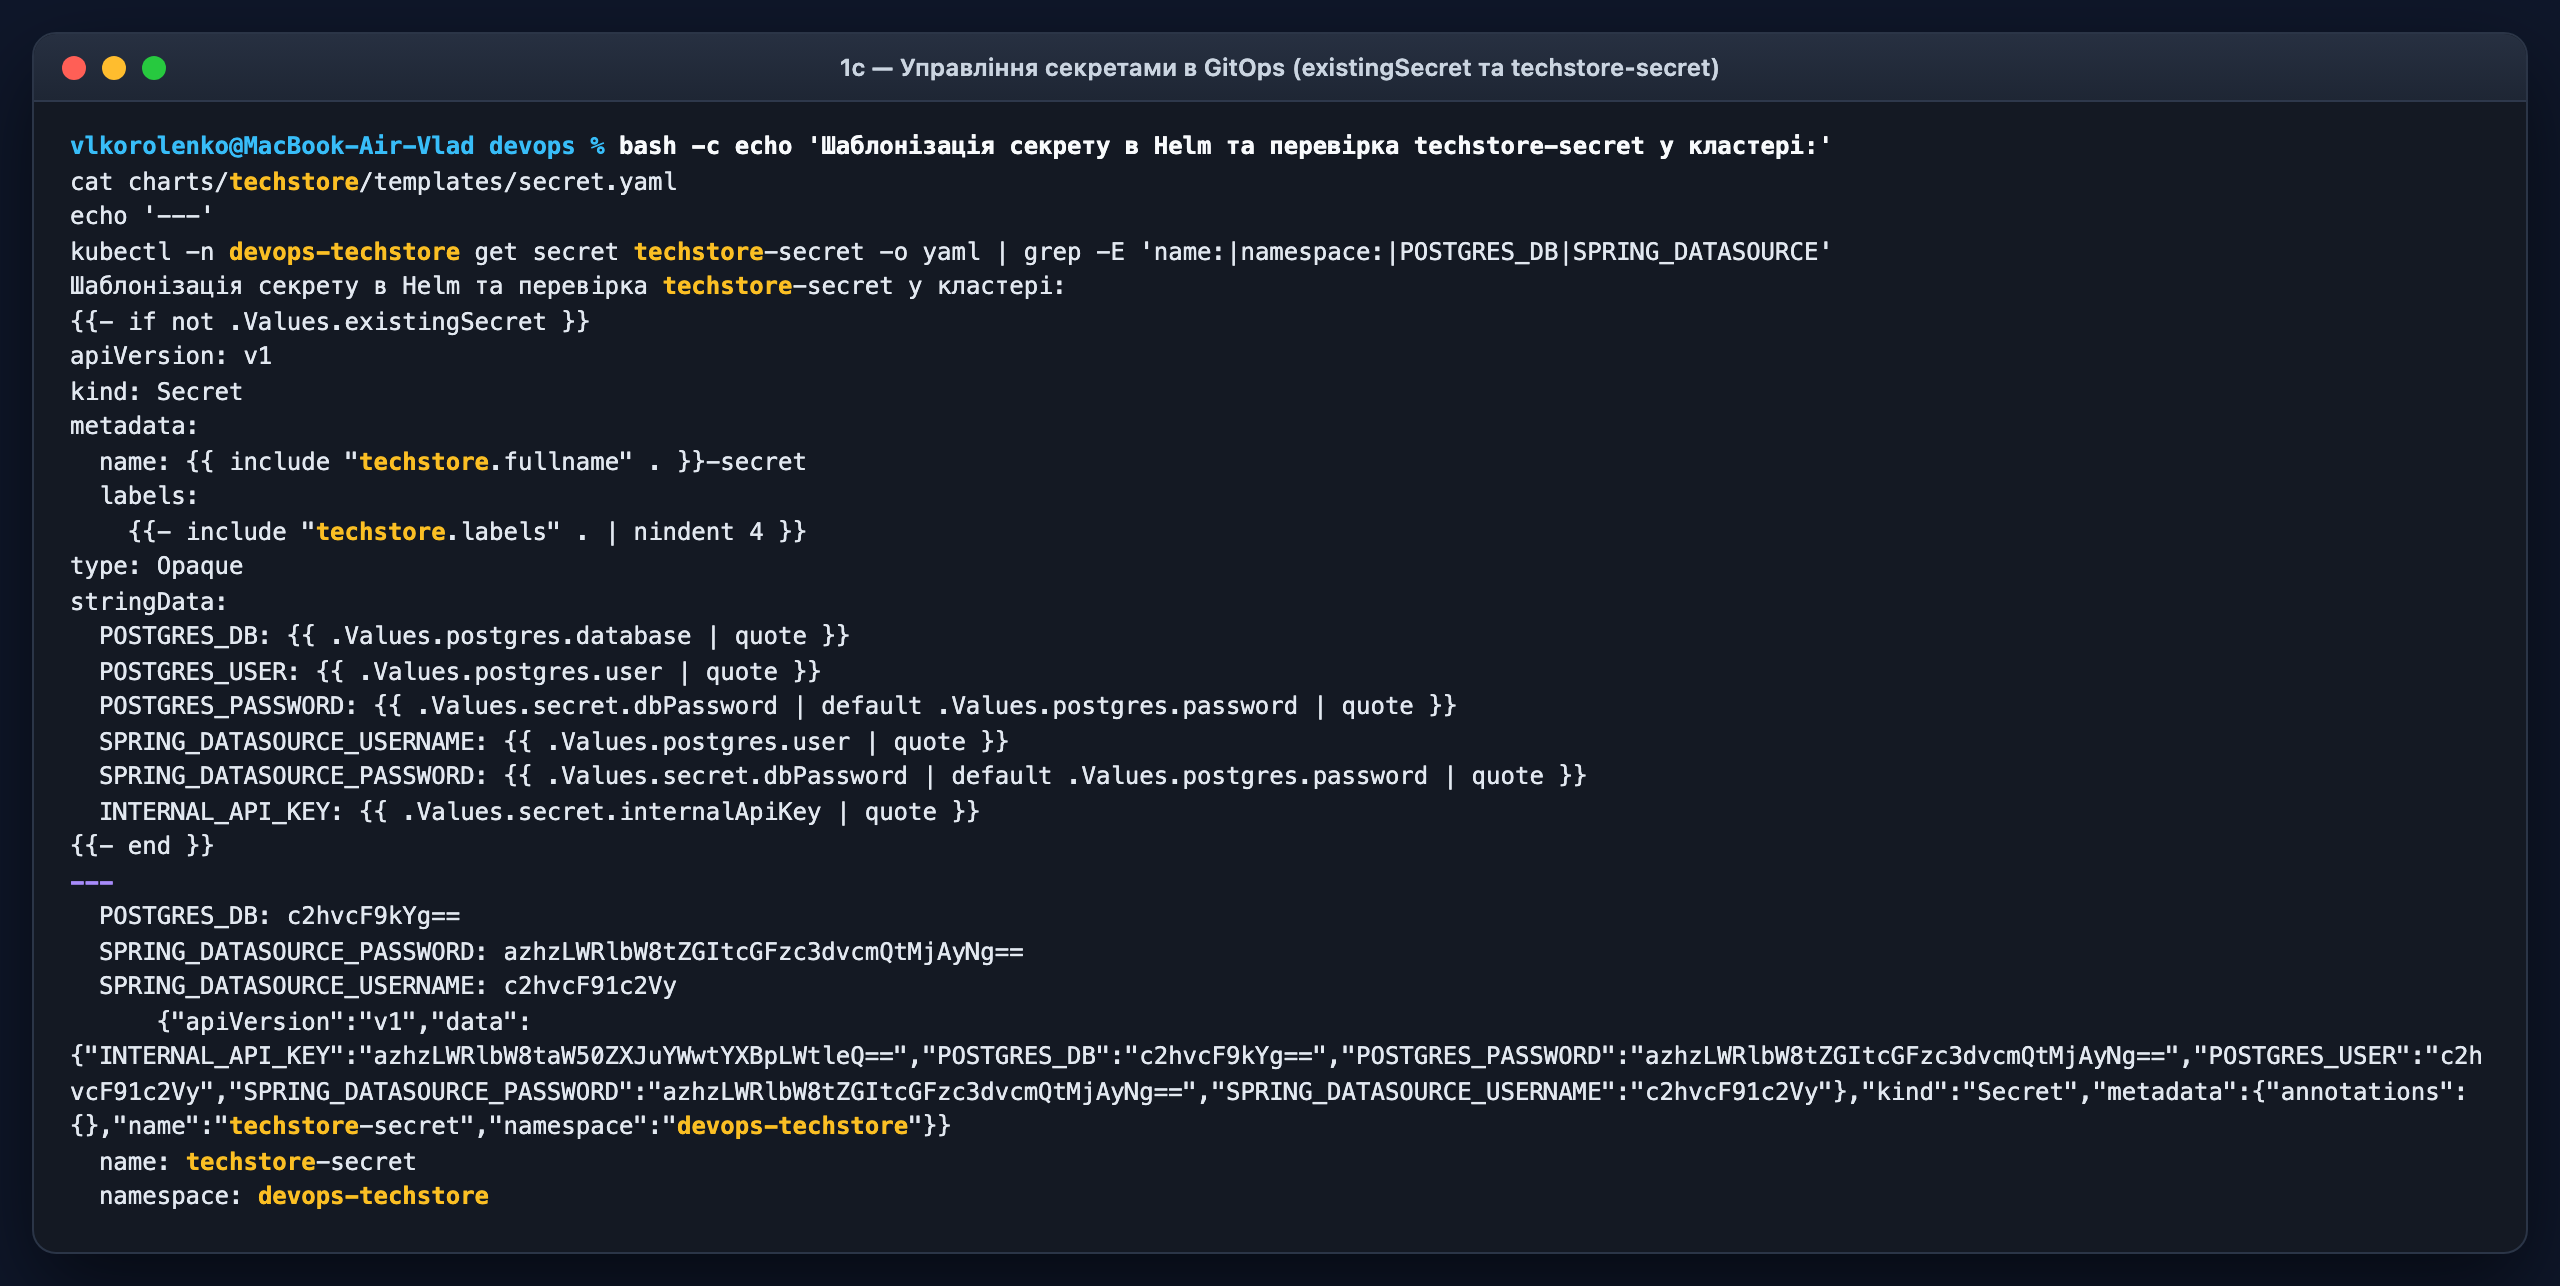 1c — Управління секретами в GitOps (existingSecret та techstore-secret)
vlkorolenko@MacBook-Air-Vlad devops % bash -c echo 'Шаблонізація секрету в Helm та перевірка techstore-secret у кластері:'
cat charts/techstore/templates/secret.yaml
echo '---'
kubectl -n devops-techstore get secret techstore-secret -o yaml | grep -E 'name:|namespace:|POSTGRES_DB|SPRING_DATASOURCE'
Шаблонізація секрету в Helm та перевірка techstore-secret у кластері:
{{- if not .Values.existingSecret }}
apiVersion: v1
kind: Secret
metadata:
  name: {{ include "techstore.fullname" . }}-secret
  labels:
    {{- include "techstore.labels" . | nindent 4 }}
type: Opaque
stringData:
  POSTGRES_DB: {{ .Values.postgres.database | quote }}
  POSTGRES_USER: {{ .Values.postgres.user | quote }}
  POSTGRES_PASSWORD: {{ .Values.secret.dbPassword | default .Values.postgres.password | quote }}
  SPRING_DATASOURCE_USERNAME: {{ .Values.postgres.user | quote }}
  SPRING_DATASOURCE_PASSWORD: {{ .Values.secret.dbPassword | default .Values.postgres.password | quote }}
  INTERNAL_API_KEY: {{ .Values.secret.internalApiKey | quote }}
{{- end }}
---
  POSTGRES_DB: c2hvcF9kYg==
  SPRING_DATASOURCE_PASSWORD: azhzLWRlbW8tZGItcGFzc3dvcmQtMjAyNg==
  SPRING_DATASOURCE_USERNAME: c2hvcF91c2Vy
      {"apiVersion":"v1","data":
{"INTERNAL_API_KEY":"azhzLWRlbW8taW50ZXJuYWwtYXBpLWtleQ==","POSTGRES_DB":"c2hvcF9kYg==","POSTGRES_PASSWORD":"azhzLWRlbW8tZGItcGFzc3dvcmQtMjAyNg==","POSTGRES_USER":"c2h
vcF91c2Vy","SPRING_DATASOURCE_PASSWORD":"azhzLWRlbW8tZGItcGFzc3dvcmQtMjAyNg==","SPRING_DATASOURCE_USERNAME":"c2hvcF91c2Vy"},"kind":"Secret","metadata":{"annotations":
{},"name":"techstore-secret","namespace":"devops-techstore"}}
  name: techstore-secret
  namespace: devops-techstore